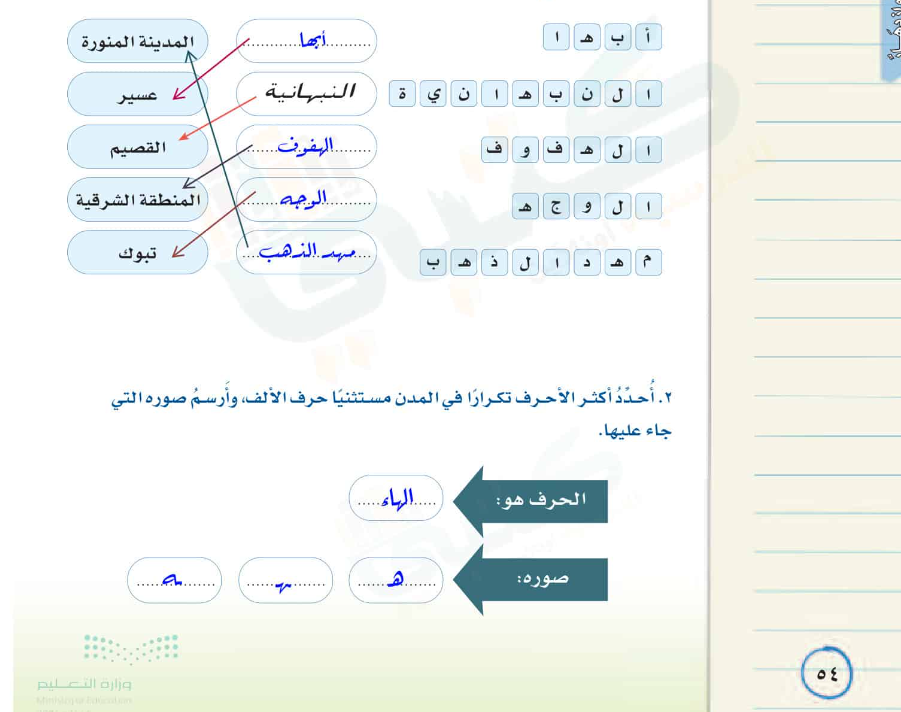 أ ب هـ ا أبها المدينة المنورة
ا ل ن ب هـ ا ن ي ة النبهانية عسير
ا ل هـ ف و ف الهفوف القصيم
ا ل و ج هـ الوجه المنطقة الشرقية
م هـ د ا ل ذ هـ ب مهد الذهب تبوك
٢. أُحدِّدُ أكثر الأحرف تكرارًا في المدن مستثنيًا حرف الألف، وأَرسمُ صوره التي
جاء عليها.
الحرف هو: الهاء
صوره: هـ ـهـ ـه
وزارة التعليم
Ministry of Education
٥٤